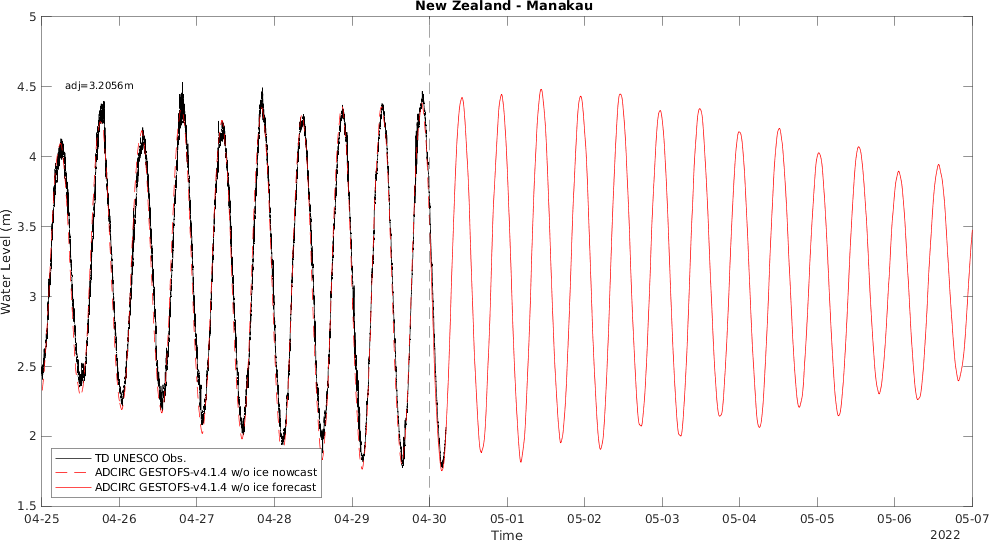 New Zealand - Manakau
adj=3.2056m
5
4.5
4
3.5
3
2.5
2
1.5
Water Level (m)
TD UNESCO Obs.
ADCIRC GESTOFS-v4.1.4 w/o ice nowcast
ADCIRC GESTOFS-v4.1.4 w/o ice forecast
04-25 04-26 04-27 04-28 04-29 04-30 05-01 05-02 05-03 05-04 05-05 05-06 05-07
Time
2022